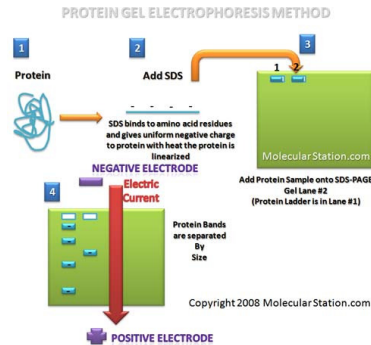 PROTEIN GEL ELECTROPHORESIS METHOD
1
Protein
2
Add SDS
- - - -
SDS binds to amino acid residues
and gives uniform negative charge
to protein with heat the protein is
linearized
3
1 2
MolecularStation.com
Add Protein Sample onto SDS-PAGE
Gel Lane #2
(Protein Ladder is in Lane #1)
NEGATIVE ELECTRODE
4
Electric
Current
Protein Bands
are separated
By
Size
Copyright 2008 MolecularStation.com
POSITIVE ELECTRODE